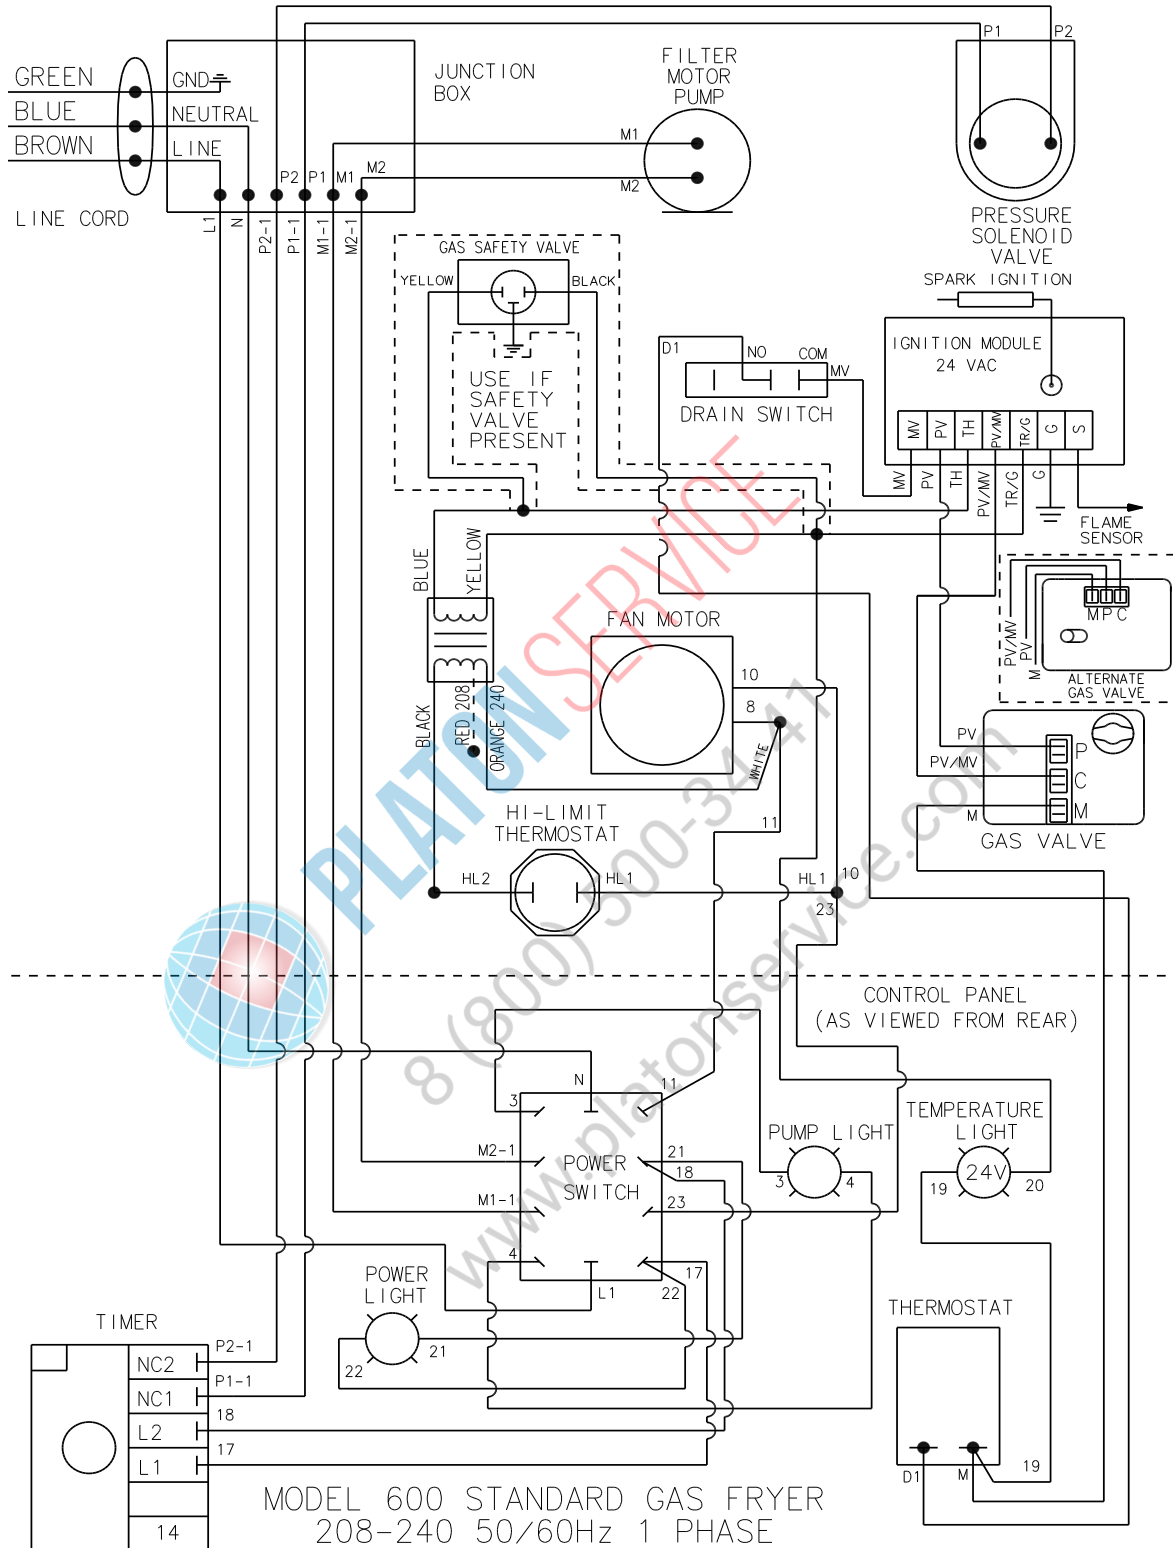 P1
P2
FILTER
MOTOR
PUMP
JUNCTION
BOX
GREEN
GND
BLUE
NEUTRAL
BROWN
LINE
M1
M2
P2
P1
M1
M2
LINE CORD
L1
N
P2-1
P1-1
M1-1
M2-1
PRESSURE
SOLENOID
VALVE
GAS SAFETY VALVE
YELLOW
BLACK
SPARK IGNITION
IGNITION MODULE
24 VAC
D1
NO
COM
MV
DRAIN SWITCH
USE IF
SAFETY
VALVE
PRESENT
MV
PV
TH
PV/MV
TR/G
G
S
MV
PV
TH
PV/MV
TR/G
G
FLAME
SENSOR
BLUE
YELLOW
FAN MOTOR
MPC
PV/MV
PV
M
ALTERNATE
GAS VALVE
10
8
BLACK
RED 208
ORANGE 240
WHITE
PV
P
PV/MV
C
M
M
GAS VALVE
HI-LIMIT
THERMOSTAT
11
HL2
HL1
HL1
10
23
PLATONSERVICE
8 (800) 500-34-41
www.platonservice.com
CONTROL PANEL
(AS VIEWED FROM REAR)
N
11
3
M2-1
POWER
SWITCH
21
18
M1-1
23
4
17
L1
22
PUMP LIGHT
3
4
TEMPERATURE
LIGHT
24V
19
20
POWER
LIGHT
21
22
THERMOSTAT
D1
M
19
TIMER
NC2
P2-1
NC1
P1-1
L2
18
L1
17
14
MODEL 600 STANDARD GAS FRYER
208-240 50/60Hz 1 PHASE